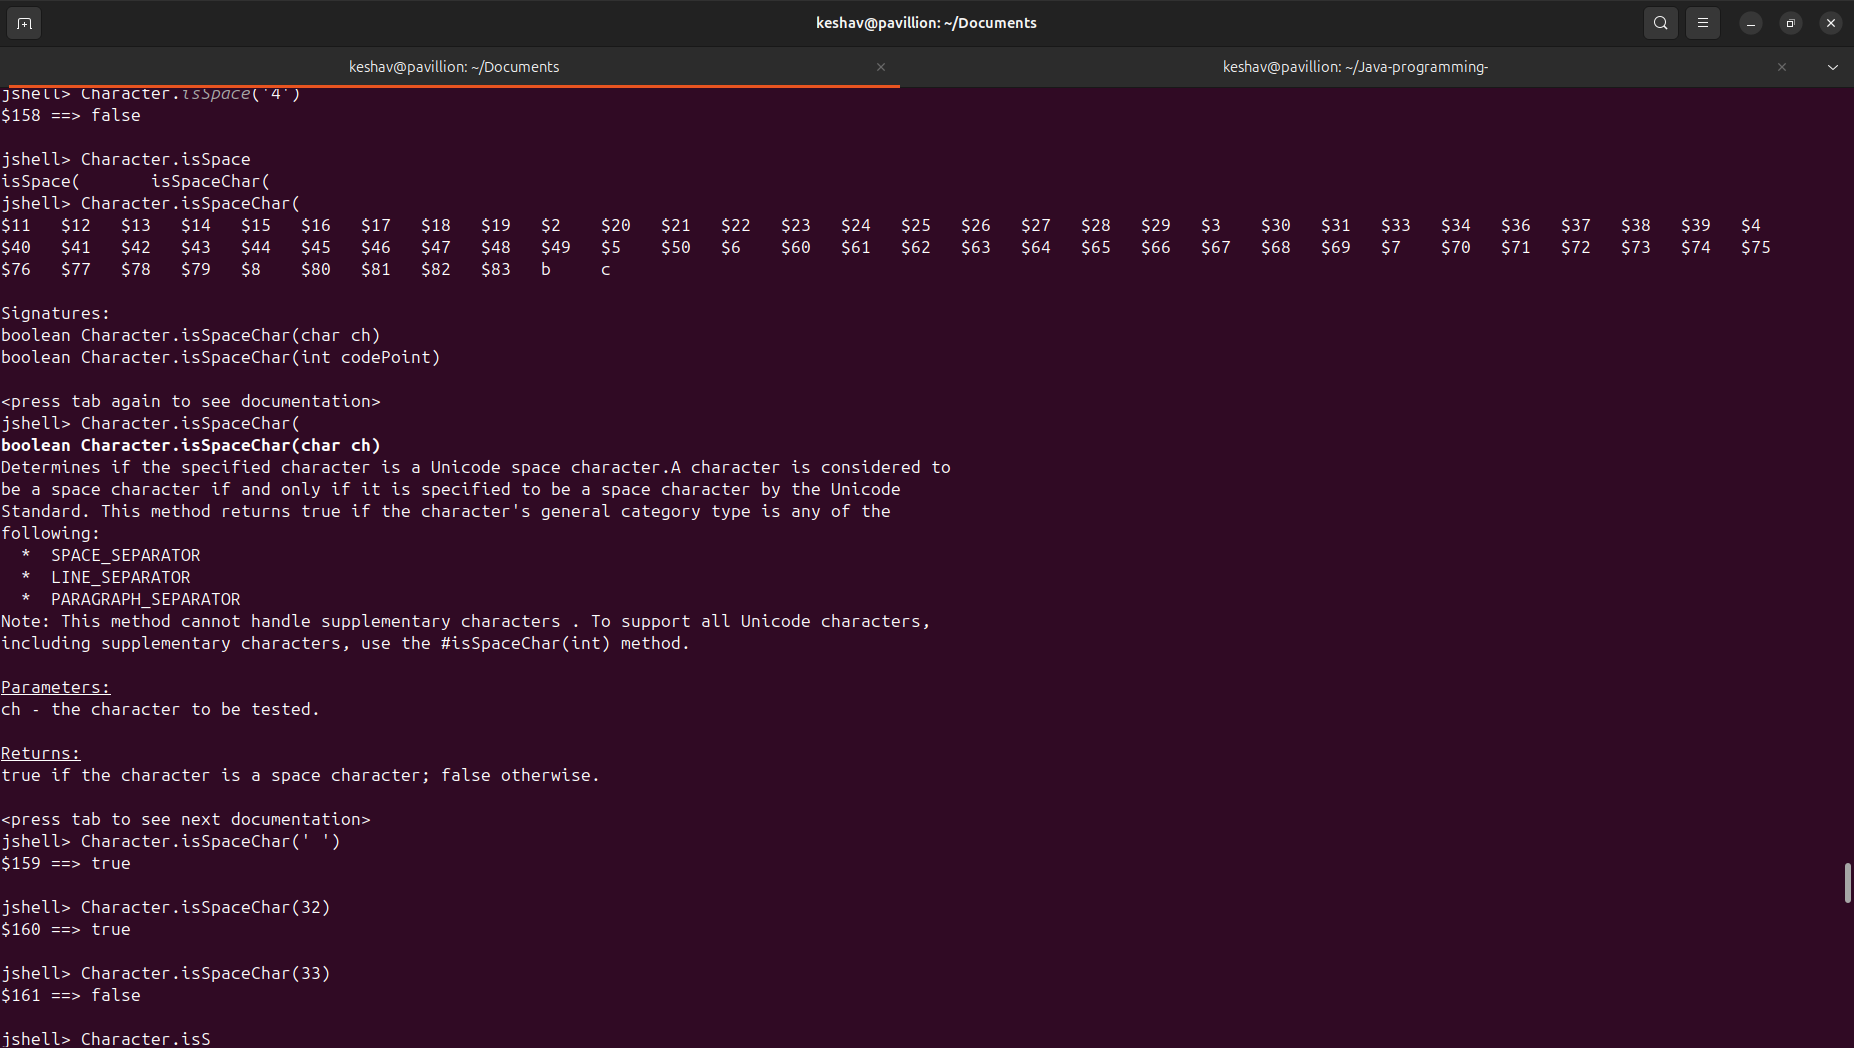 keshav@pavillion: ~/Documents
keshav@pavillion: ~/Documents
keshav@pavillion: ~/Java-programming-
jshell> Character.isSpace('4')
$158 ==> false
jshell> Character.isSpace
isSpace(       isSpaceChar(
jshell> Character.isSpaceChar(
$11   $12   $13   $14   $15   $16   $17   $18   $19   $2    $20   $21   $22   $23   $24   $25   $26   $27   $28   $29   $3    $30   $31   $33   $34   $36   $37   $38   $39   $4
$40   $41   $42   $43   $44   $45   $46   $47   $48   $49   $5    $50   $6    $60   $61   $62   $63   $64   $65   $66   $67   $68   $69   $7    $70   $71   $72   $73   $74   $75
$76   $77   $78   $79   $8    $80   $81   $82   $83   b     c
Signatures:
boolean Character.isSpaceChar(char ch)
boolean Character.isSpaceChar(int codePoint)
<press tab again to see documentation>
jshell> Character.isSpaceChar(
boolean Character.isSpaceChar(char ch)
Determines if the specified character is a Unicode space character.A character is considered to
be a space character if and only if it is specified to be a space character by the Unicode
Standard. This method returns true if the character's general category type is any of the
following:
  *  SPACE_SEPARATOR
  *  LINE_SEPARATOR
  *  PARAGRAPH_SEPARATOR
Note: This method cannot handle supplementary characters . To support all Unicode characters,
including supplementary characters, use the #isSpaceChar(int) method.
Parameters:
ch - the character to be tested.
Returns:
true if the character is a space character; false otherwise.
<press tab to see next documentation>
jshell> Character.isSpaceChar(' ')
$159 ==> true
jshell> Character.isSpaceChar(32)
$160 ==> true
jshell> Character.isSpaceChar(33)
$161 ==> false
jshell> Character.isS